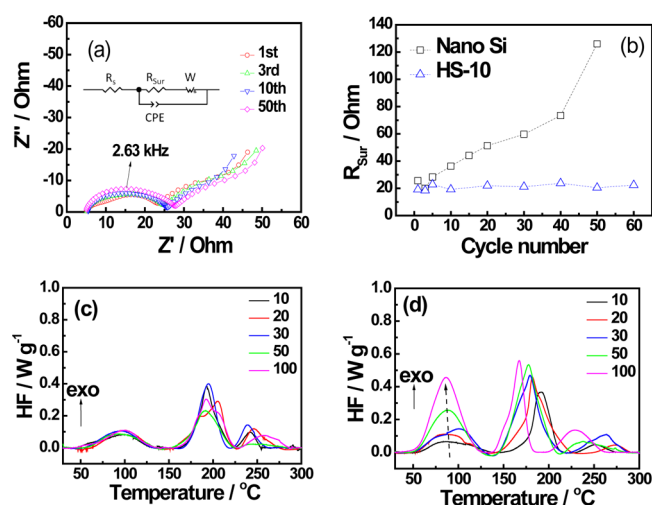 (a)
1st
3rd
10th
50th
Rs
RSur
W
CPE
2.63 kHz
-60
-50
-40
-30
-20
-10
0
0 10 20 30 40 50 60
Z" / Ohm
Z' / Ohm
(b)
Nano Si
HS-10
140
120
100
80
60
40
20
0
0 10 20 30 40 50 60
RSur / Ohm
Cycle number
(c)
10
20
30
50
100
exo
1.0
0.8
0.6
0.4
0.2
0.0
50 100 150 200 250 300
HF / W g-1
Temperature / oC
(d)
10
20
30
50
100
exo
1.0
0.8
0.6
0.4
0.2
0.0
50 100 150 200 250 300
HF / W g-1
Temperature / oC